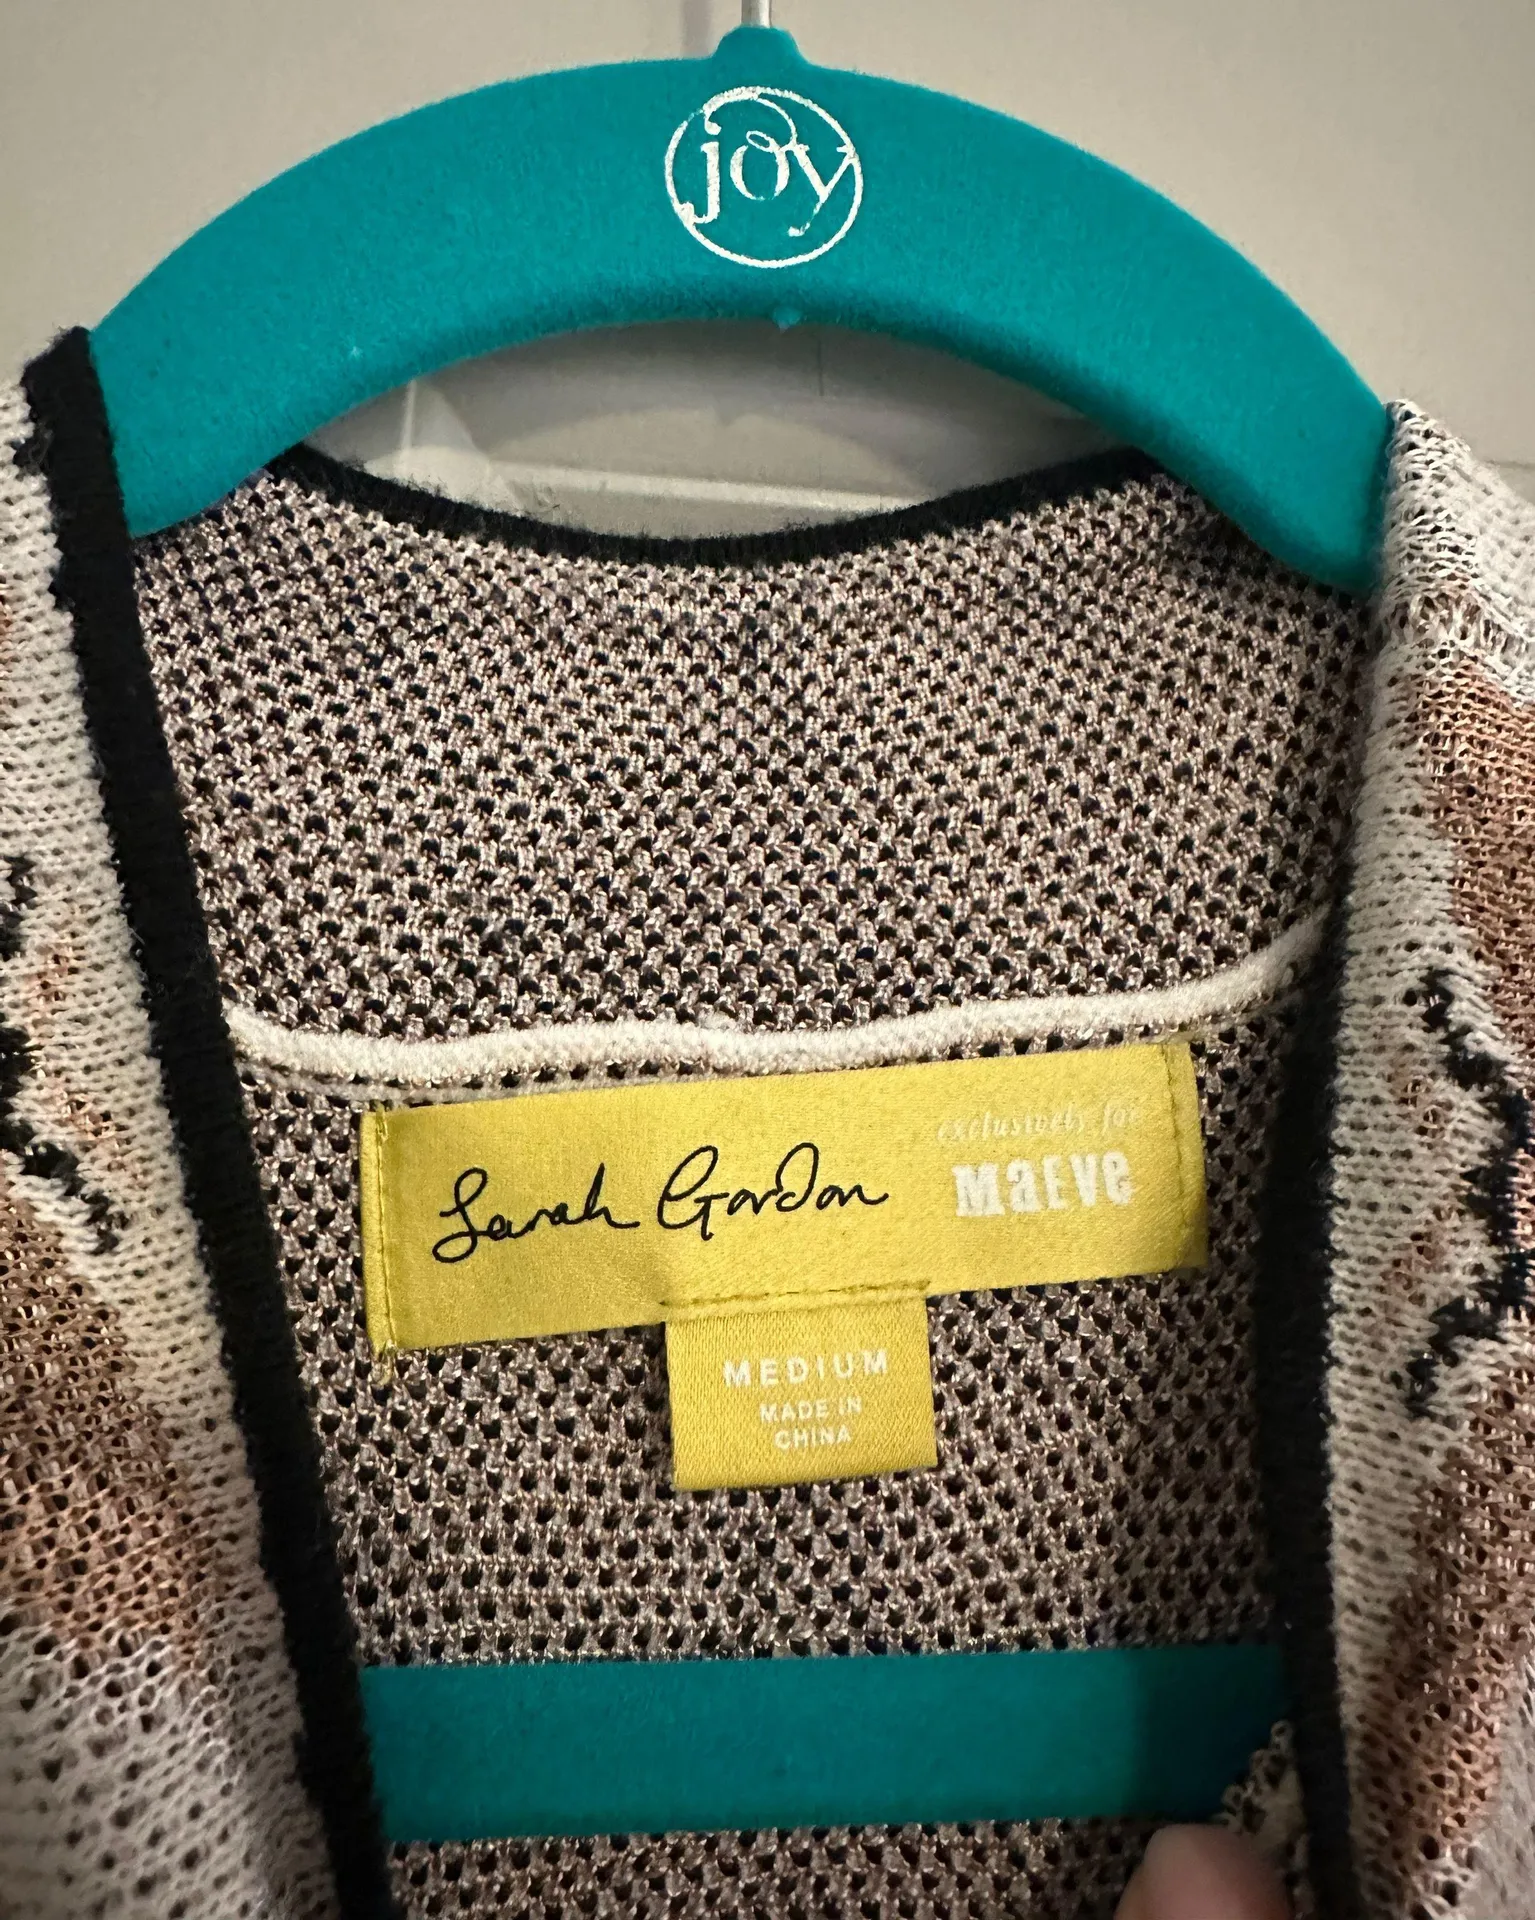 joy
Sarah Gordon
exclusively for
maeve
MEDIUM
MADE IN
CHINA